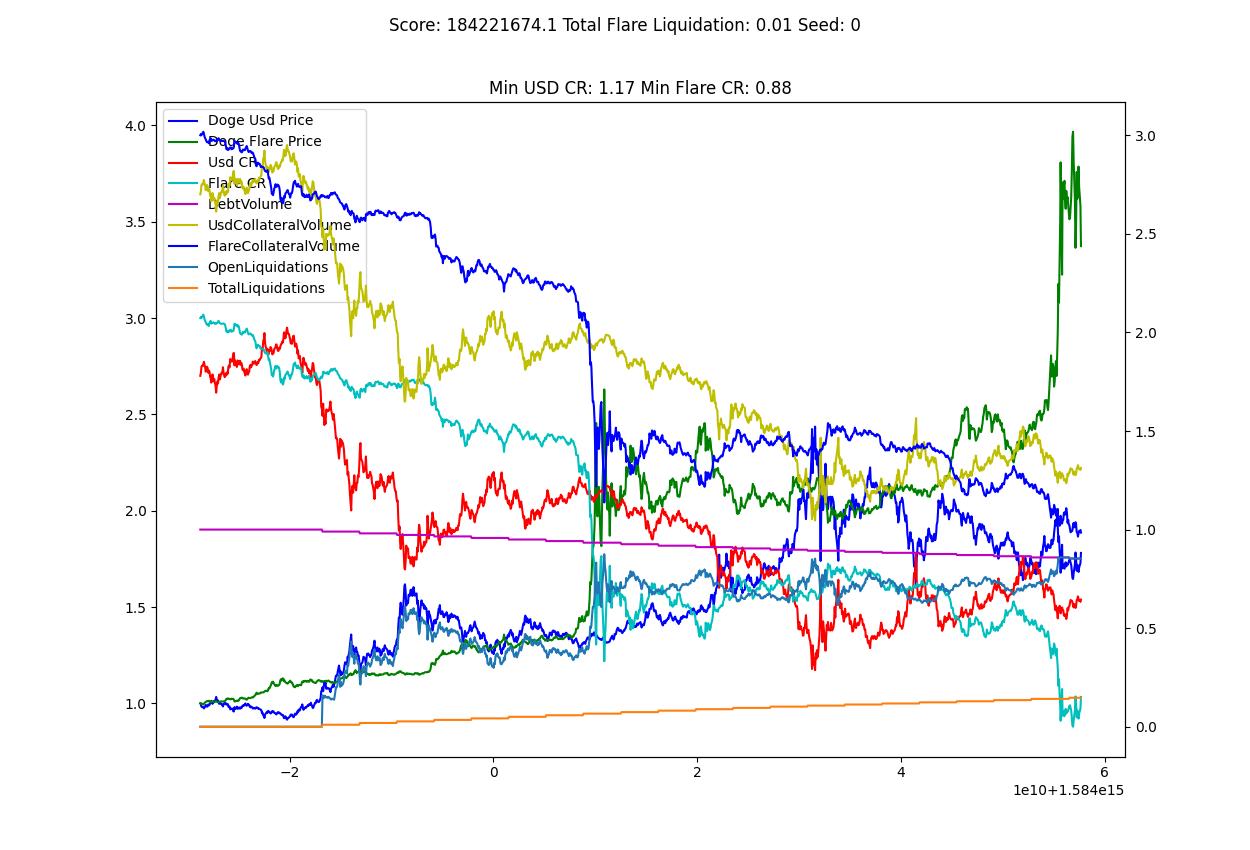 Score: 184221674.1 Total Flare Liquidation: 0.01 Seed: 0
Min USD CR: 1.17 Min Flare CR: 0.88
Doge Usd Price
Doge Flare Price
Usd CR
Flare CR
DebtVolume
UsdCollateralVolume
FlareCollateralVolume
OpenLiquidations
TotalLiquidations
4.0
3.5
3.0
2.5
2.0
1.5
1.0
3.0
2.5
2.0
1.5
1.0
0.5
0.0
−2
0
2
4
6
1e10+1.584e15